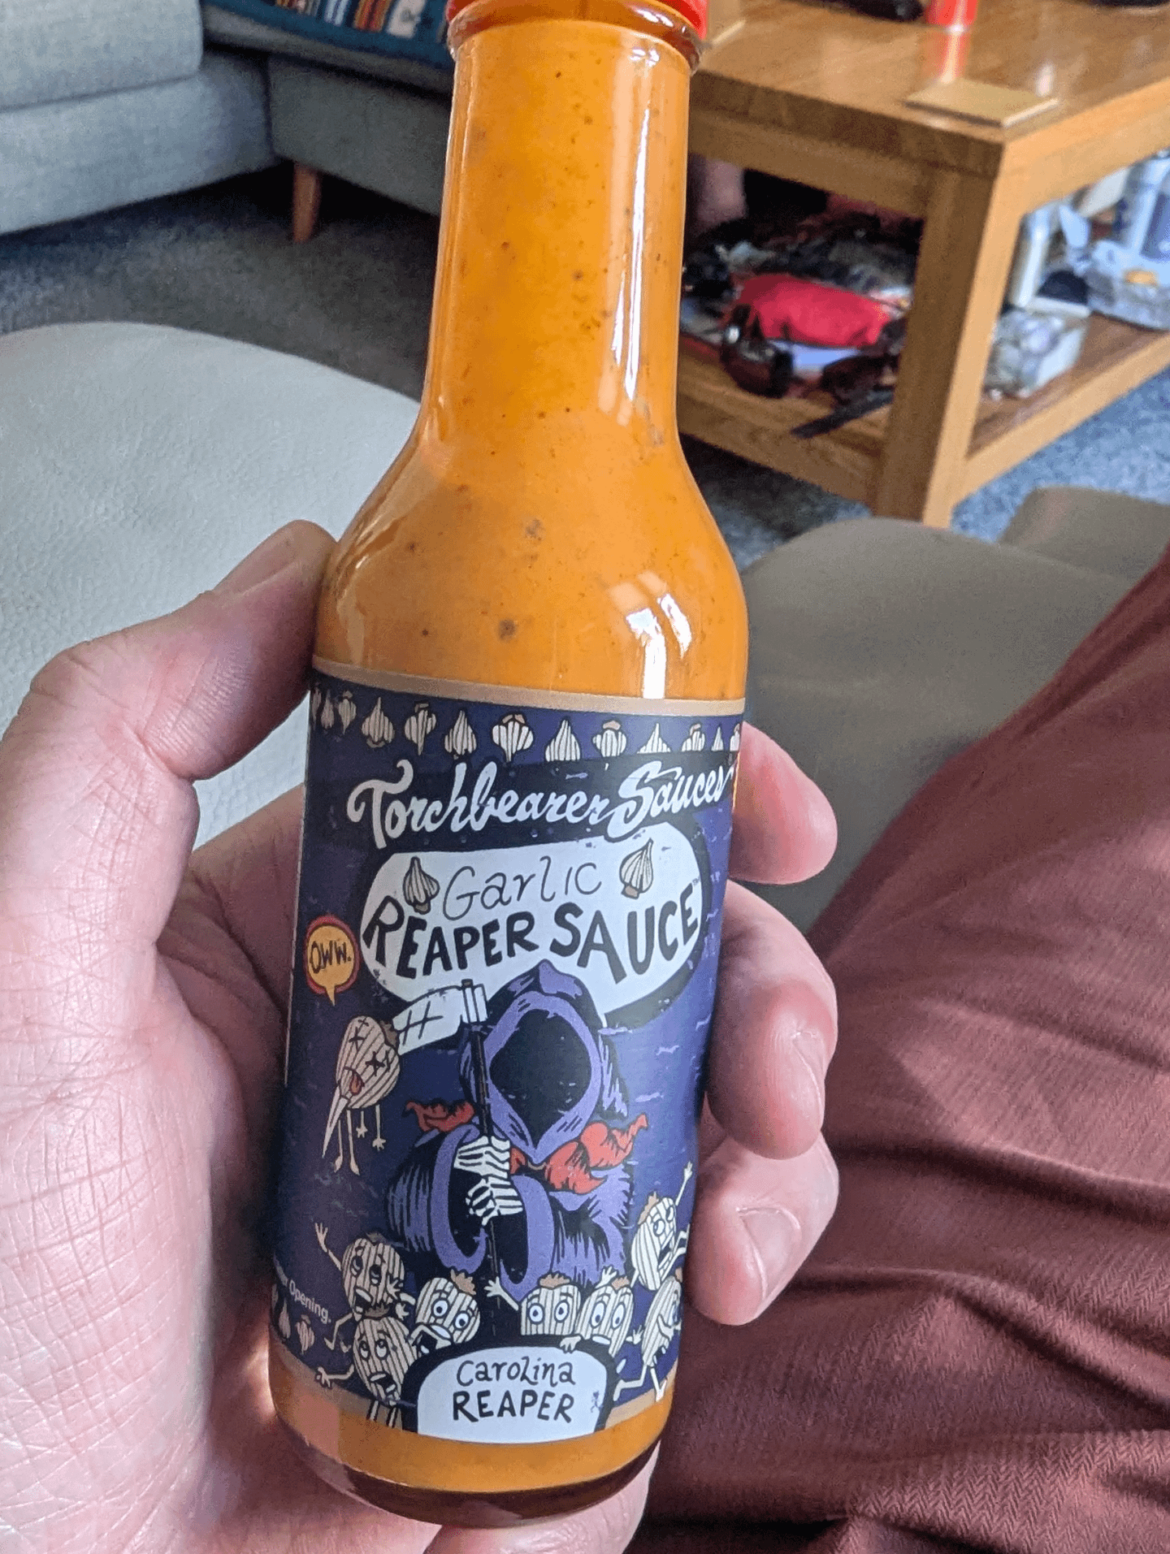 Torchbearer Sauces
Garlic
REAPER SAUCE
OWW.
Opening
Carolina
REAPER